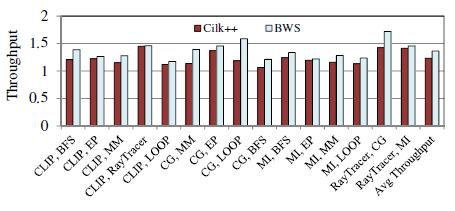 Cilk++ BWS
Throughput
2
1.5
1
0.5
0
CLIP, BFS
CLIP, EP
CLIP, MM
CLIP, RayTracer
CLIP, LOOP
CG, MM
CG, EP
CG, LOOP
CG, BFS
MI, BFS
MI, EP
MI, MM
MI, LOOP
RayTracer, CG
RayTracer, MI
Avg Throughput